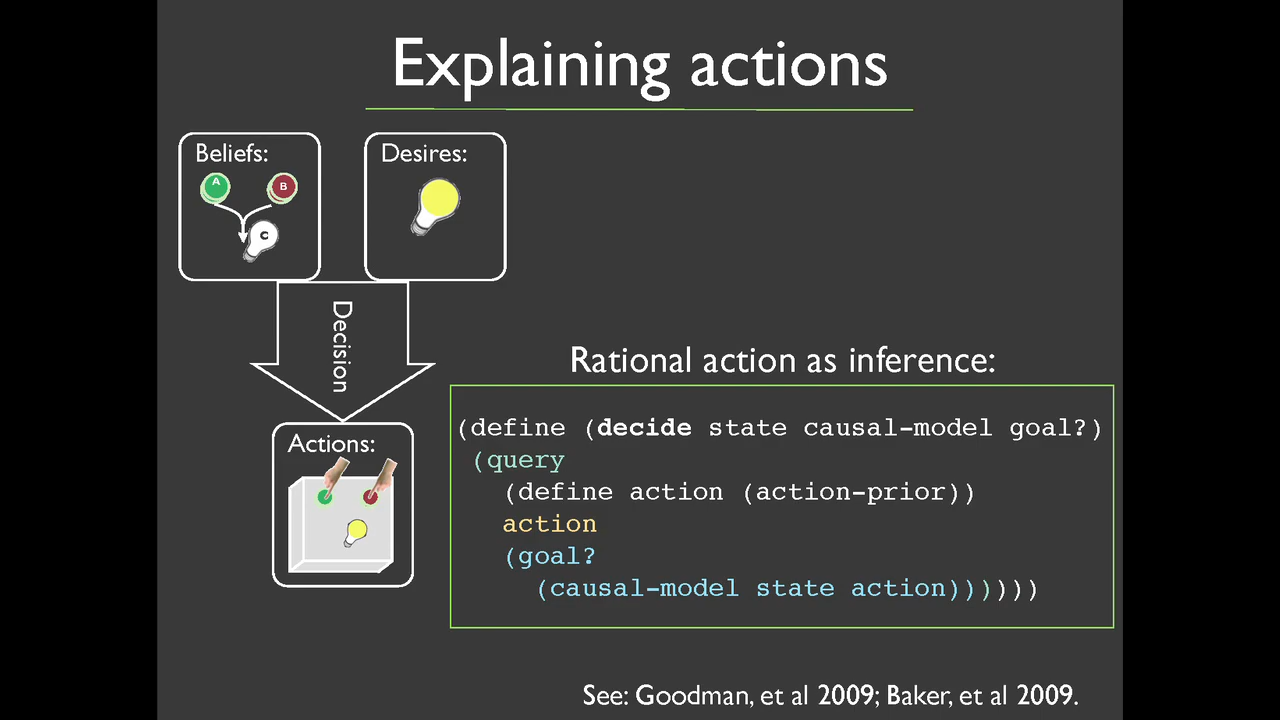 Explaining actions
Beliefs:
A
B
C
Desires:
Decision
Actions:
Rational action as inference:
(define (decide state causal-model goal?)
(query
(define action (action-prior))
action
(goal?
(causal-model state action))))))
See: Goodman, et al 2009; Baker, et al 2009.